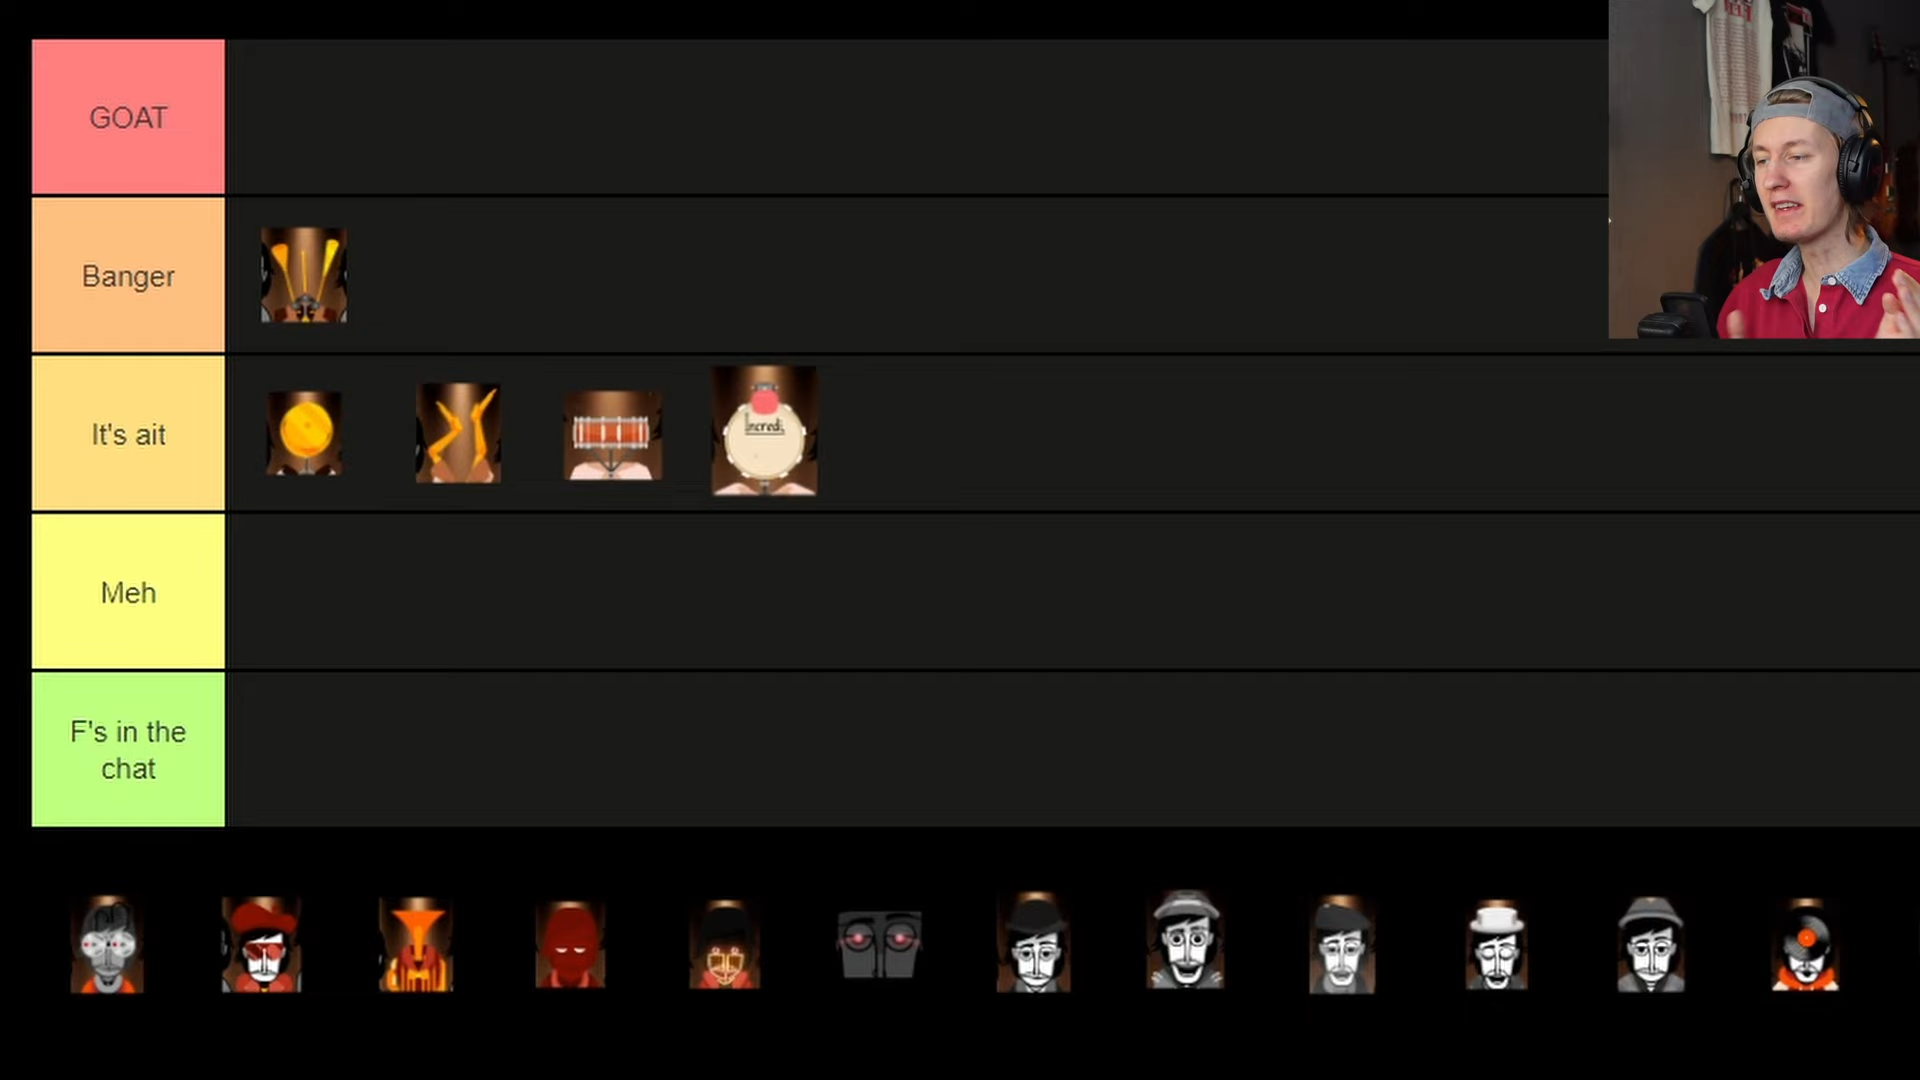 GOAT
Banger
It's ait
Incredi
Meh
F's in the
chat